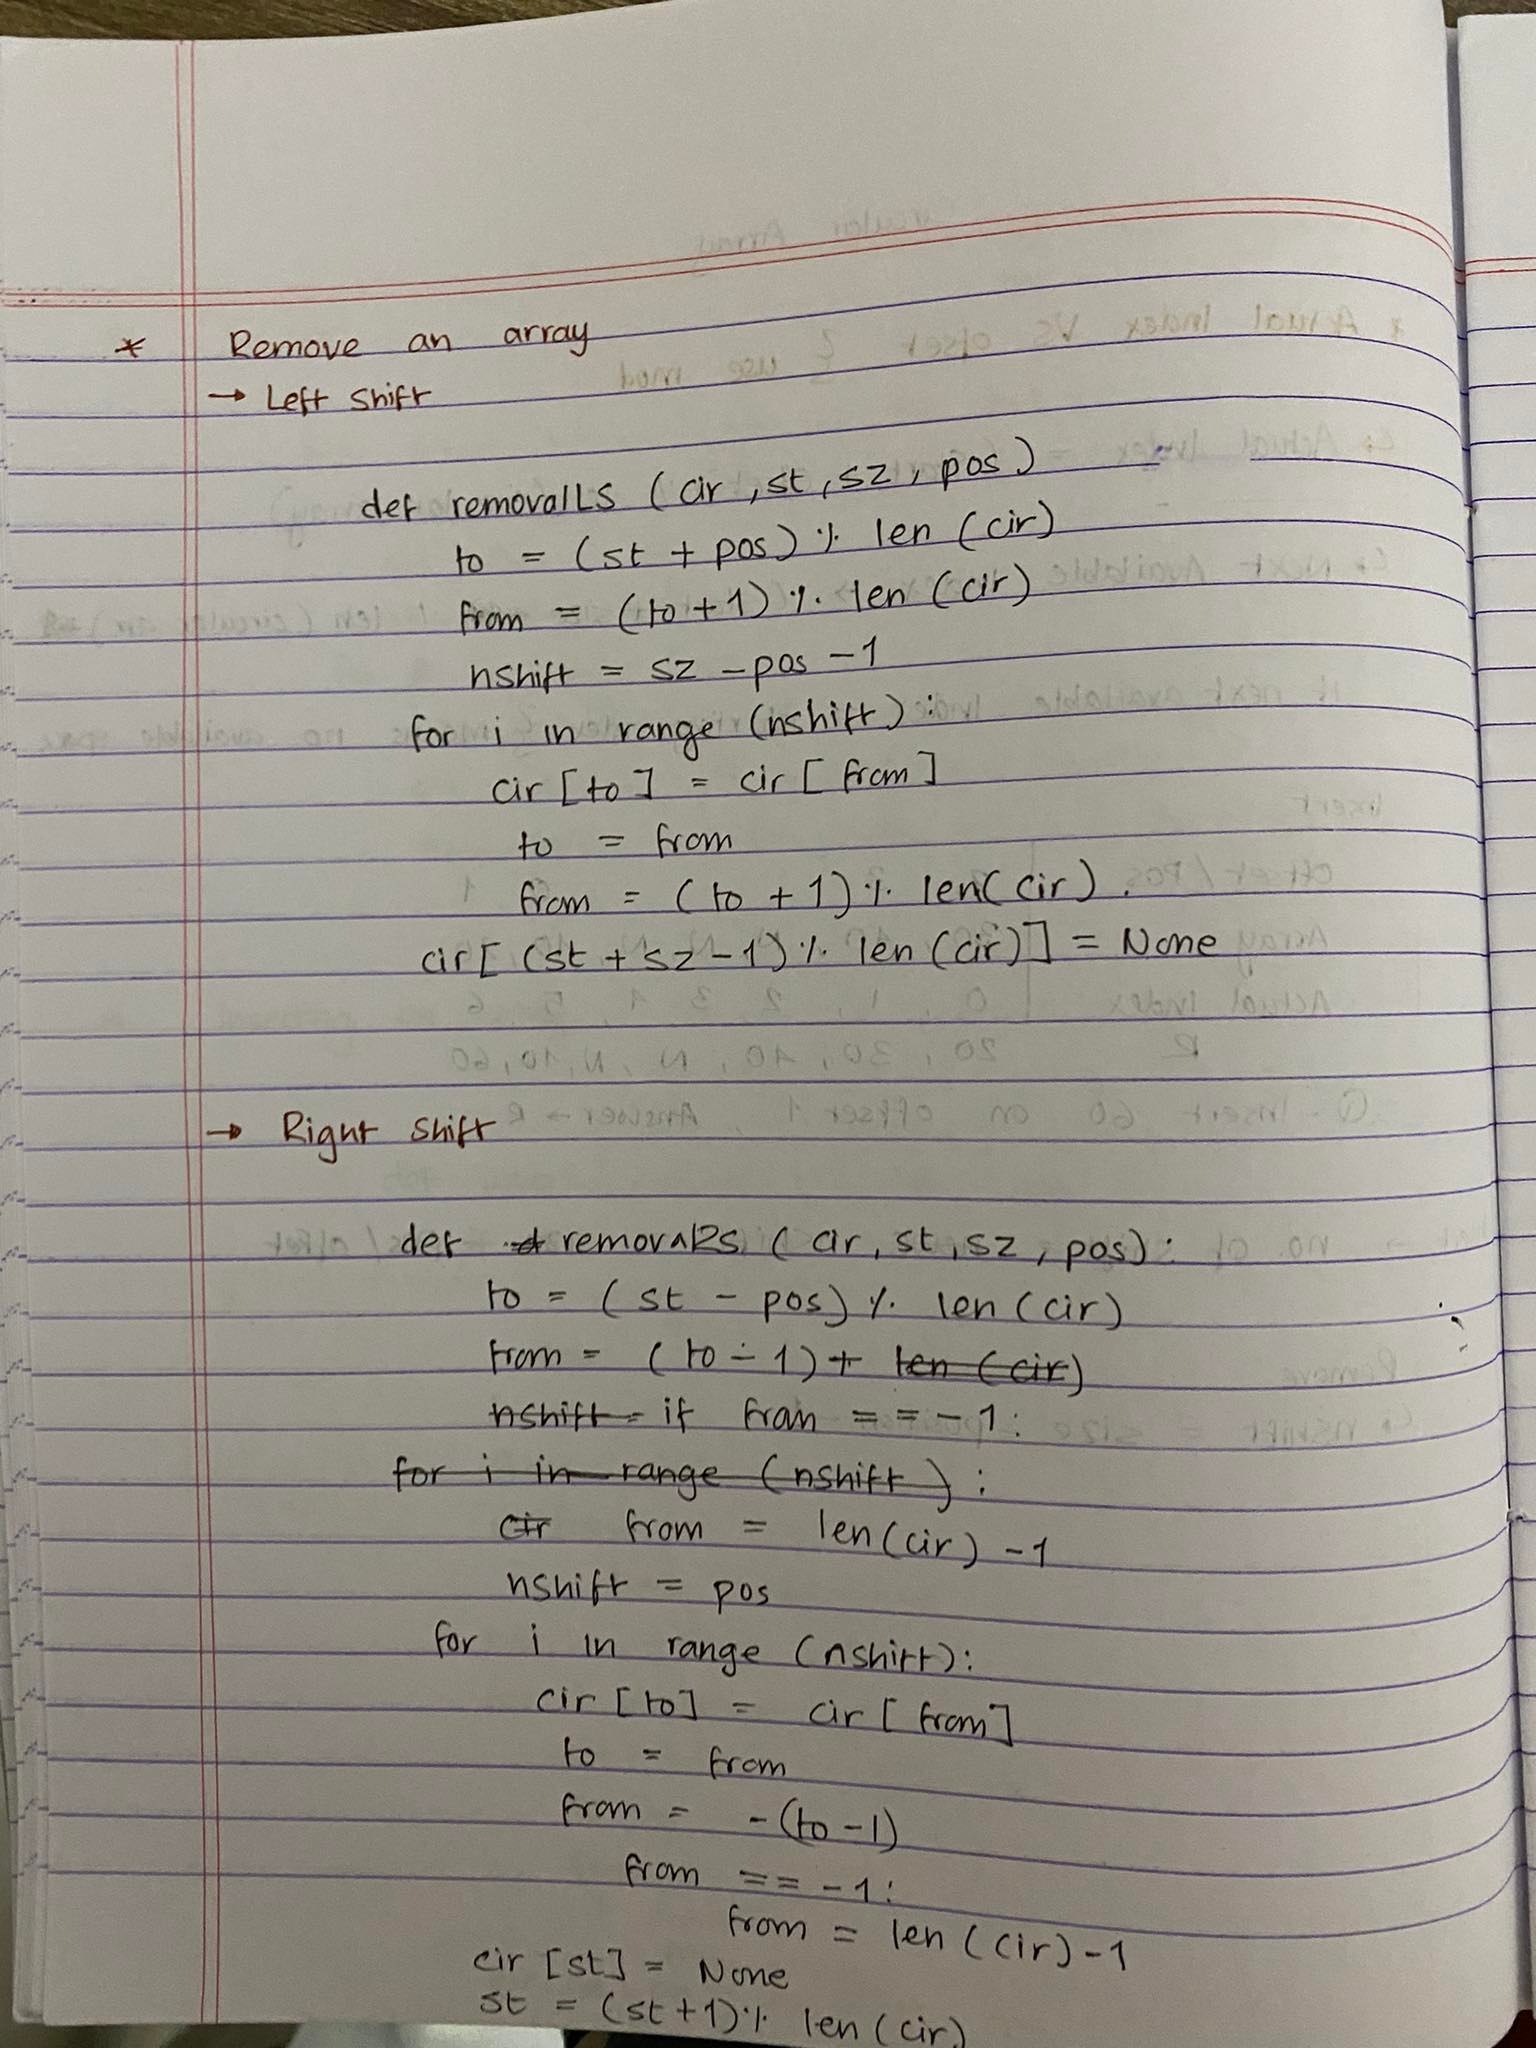 * Remove an array
→ Left Shift
def removalLS (cir, st, sz, pos)
to = (st + pos) % len (cir)
from = (to + 1) % len (cir)
nshift = sz - pos - 1
for i in range (nshift):
cir [to] = cir [from]
to = from
from = (to + 1) % len(cir).
cir[ (st + sz - 1) % len (cir)] = None
→ Right Shift
def removalRs (cir, st, sz, pos):
to = (st - pos) % len (cir)
from = (to - 1) + len (cir)
nshift = if from == -1:
for i in range (nshift):
cir from = len(cir) -1
nshift = pos
for i in range (nshift):
cir [to] = cir [from]
to = from
from = -(to -1)
from == -1:
from = len (cir) -1
cir [st] = None
st = (st + 1) % len (cir)